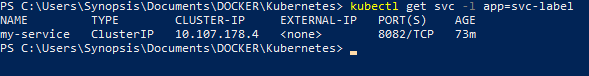 PS C:\Users\Synopsis\Documents\DOCKER\Kubernetes> kubectl get svc -l app=svc-label
NAME         TYPE        CLUSTER-IP     EXTERNAL-IP   PORT(S)    AGE
my-service   ClusterIP   10.107.178.4   <none>        8082/TCP   73m
PS C:\Users\Synopsis\Documents\DOCKER\Kubernetes>